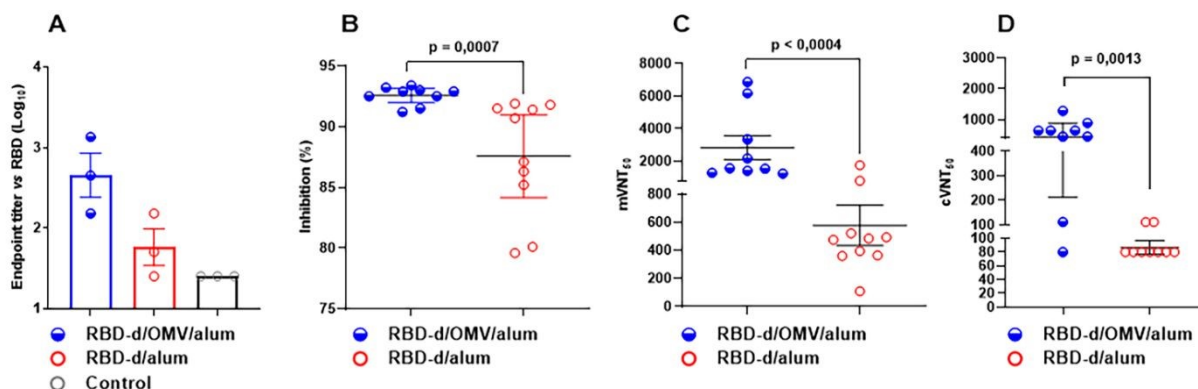 A
B
C
D
p = 0,0007
p < 0,0004
p = 0,0013
Endpoint titer vs RBD (Log10)
4
3
2
1
Inhibition (%)
95
90
85
80
75
mVNT50
8000
6000
4000
2000
800
600
400
200
0
cVNT50
3000
2000
1000
400
300
200
100
100
80
60
40
20
0
RBD-d/OMV/alum
RBD-d/alum
Control
RBD-d/OMV/alum
RBD-d/alum
RBD-d/OMV/alum
RBD-d/alum
RBD-d/OMV/alum
RBD-d/alum